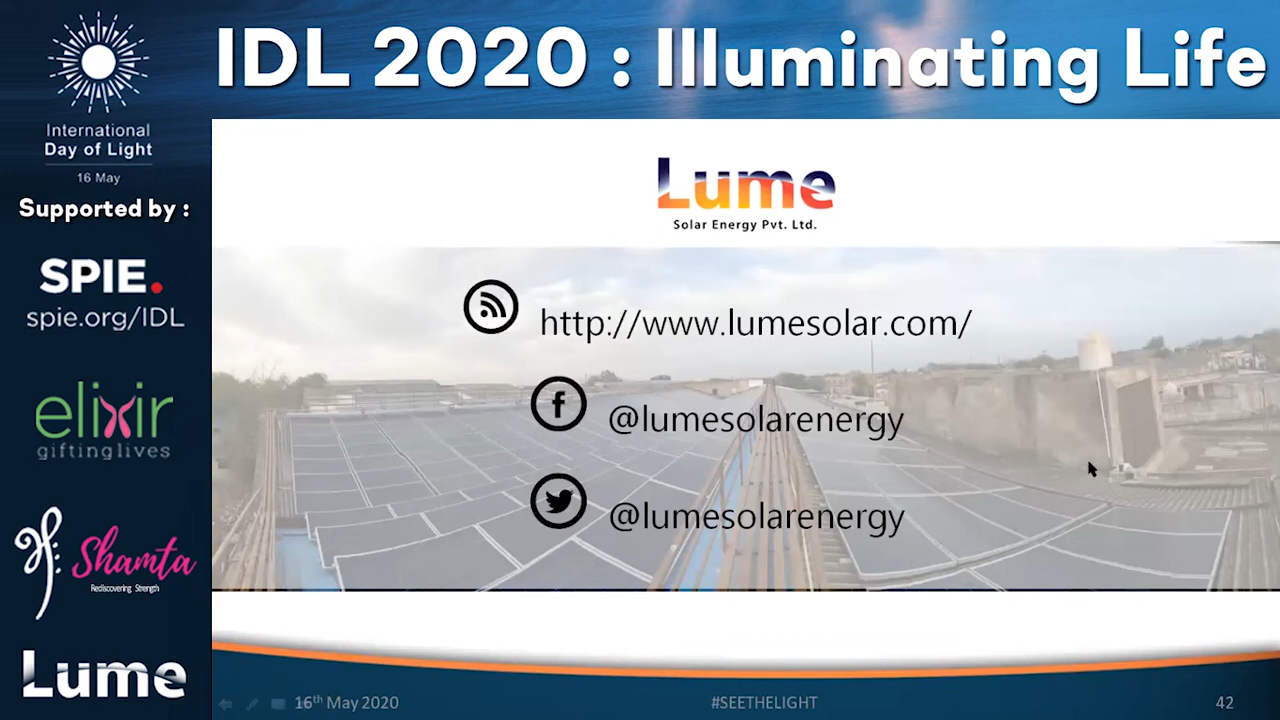 IDL 2020 : Illuminating Life
International
Day of Light
16 May
Supported by :
SPIE.
spie.org/IDL
elixir
giftinglives
Shamta
Rediscovering Strength
Lume
Lume
Solar Energy Pvt. Ltd.
http://www.lumesolar.com/
@lumesolarenergy
@lumesolarenergy
16th May 2020
#SEETHELIGHT
42